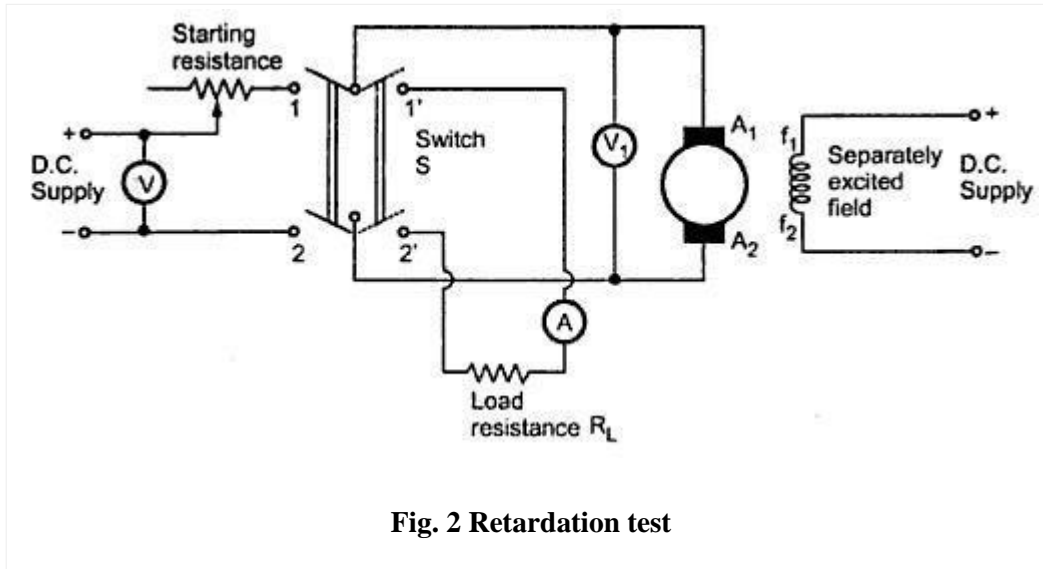 Starting
resistance
1
1'
+
D.C.
Supply
V
−
2
2'
Switch
S
V1
A1
A2
f1
f2
Separately
excited
field
+
D.C.
Supply
−
A
Load
resistance RL
Fig. 2 Retardation test